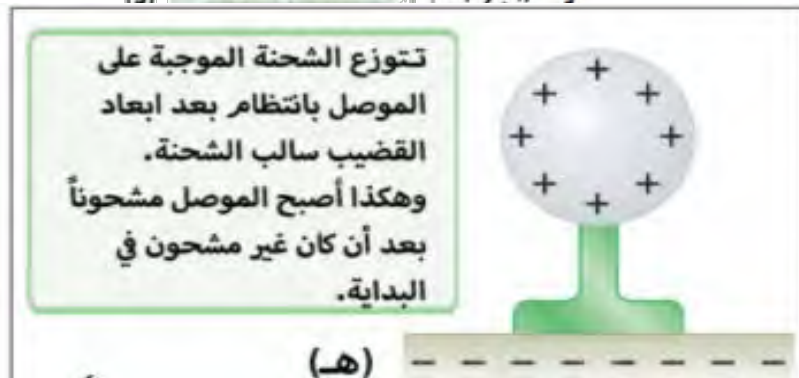 تتوزع الشحنة الموجبة على
الموصل بانتظام بعد ابعاد
القضيب سالب الشحنة.
وهكذا أصبح الموصل مشحوناً
بعد أن كان غير مشحون في
البداية.
+ + + + + + + +
(هـ)
− − − − − − − −